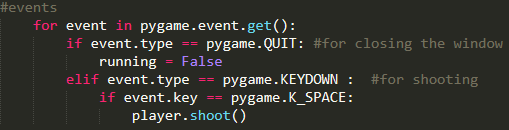 #events
for event in pygame.event.get():
if event.type == pygame.QUIT: #for closing the window
running = False
elif event.type == pygame.KEYDOWN :  #for shooting
if event.key == pygame.K_SPACE:
player.shoot()